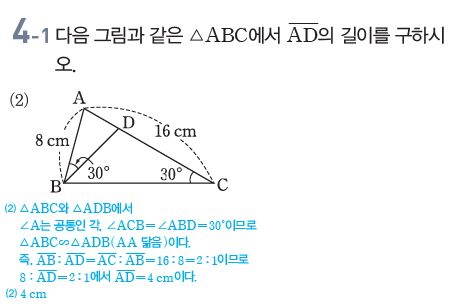 4-1 다음 그림과 같은 △ABC에서 AD의 길이를 구하시
오.
(2)
A
D
8 cm
16 cm
30°
30°
B
C
(2) △ABC와 △ADB에서
∠A는 공통인 각, ∠ACB=∠ABD=30°이므로
△ABC∽△ADB(AA 닮음)이다.
즉, AB:AD=AC:AB=16:8=2:1이므로
8:AD=2:1에서 AD=4 cm이다.
(2) 4 cm